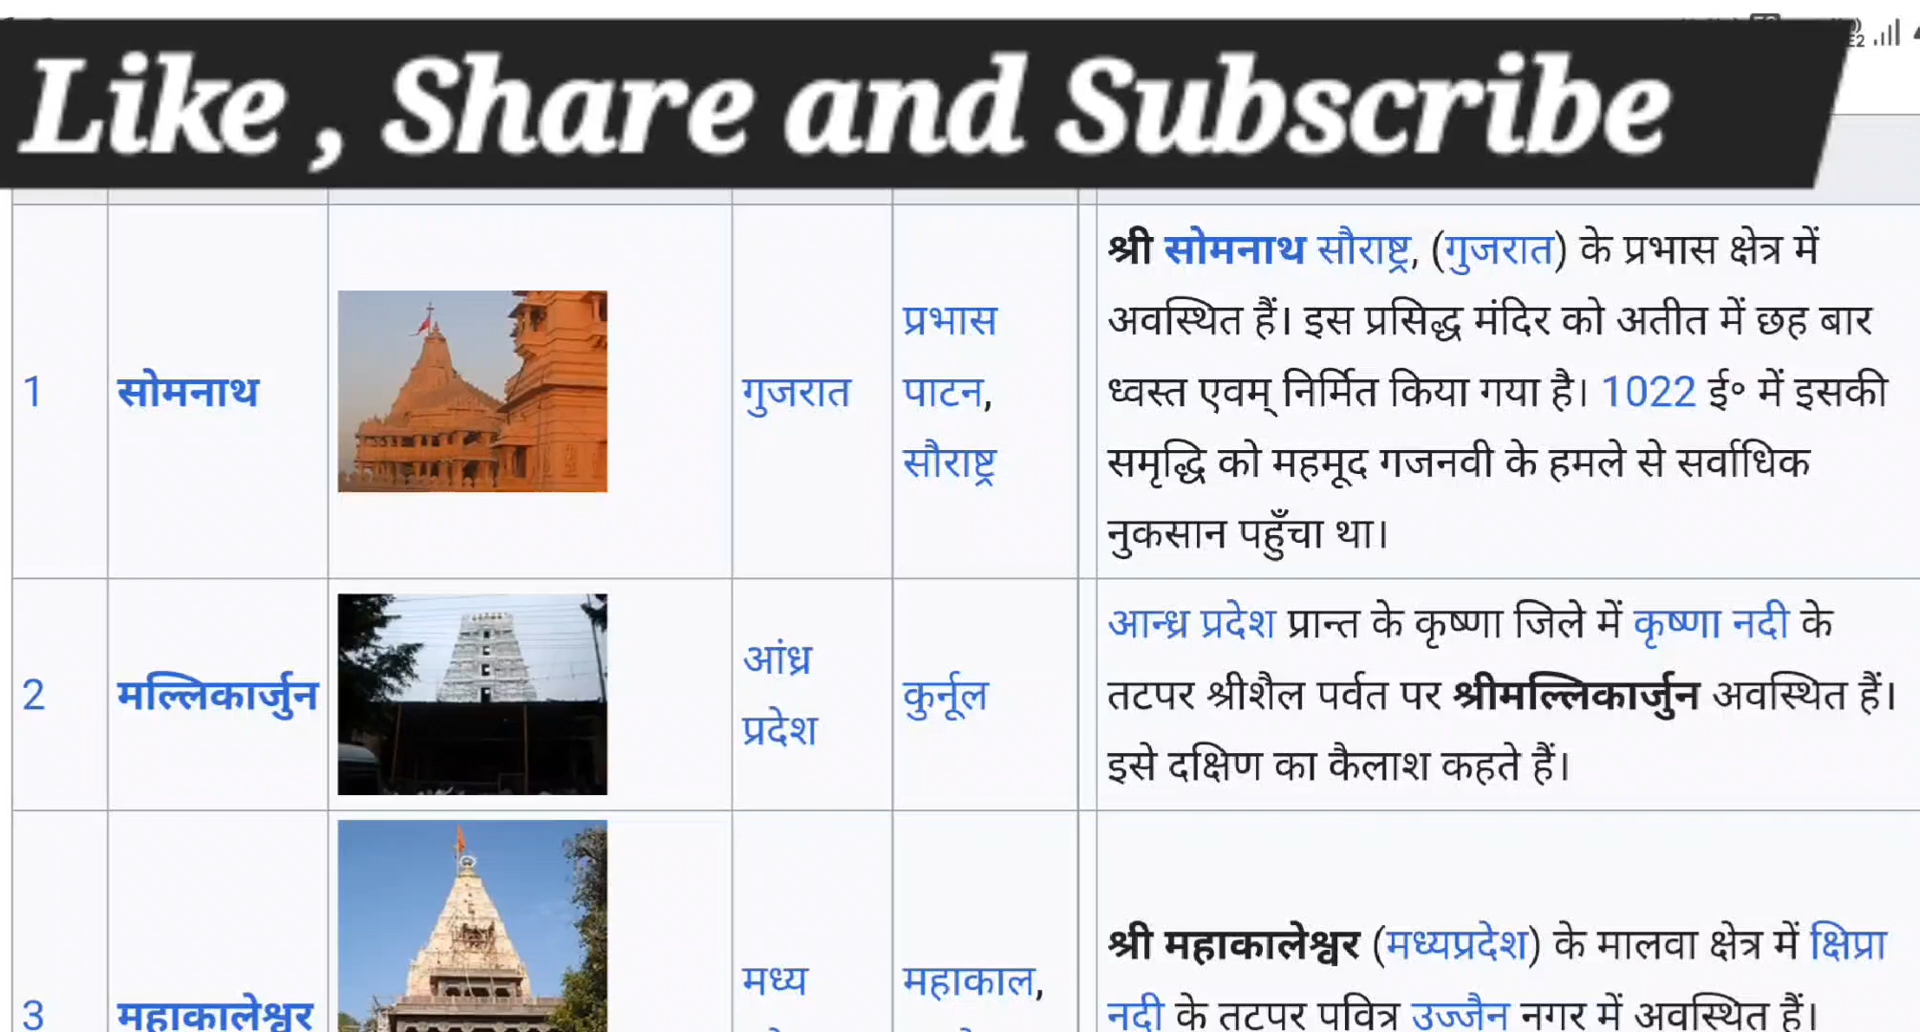 Like , Share and Subscribe
1
सोमनाथ
गुजरात
प्रभास
पाटन,
सौराष्ट्र
श्री सोमनाथ सौराष्ट्र, (गुजरात) के प्रभास क्षेत्र में
अवस्थित हैं। इस प्रसिद्ध मंदिर को अतीत में छह बार
ध्वस्त एवम् निर्मित किया गया है। 1022 ई° में इसकी
समृद्धि को महमूद गजनवी के हमले से सर्वाधिक
नुकसान पहुँचा था।
2
मल्लिकार्जुन
आंध्र
प्रदेश
कुर्नूल
आन्ध्र प्रदेश प्रान्त के कृष्णा जिले में कृष्णा नदी के
तटपर श्रीशैल पर्वत पर श्रीमल्लिकार्जुन अवस्थित हैं।
इसे दक्षिण का कैलाश कहते हैं।
3
महाकालेश्वर
मध्य
महाकाल,
श्री महाकालेश्वर (मध्यप्रदेश) के मालवा क्षेत्र में क्षिप्रा
नदी के तटपर पवित्र उज्जैन नगर में अवस्थित हैं।